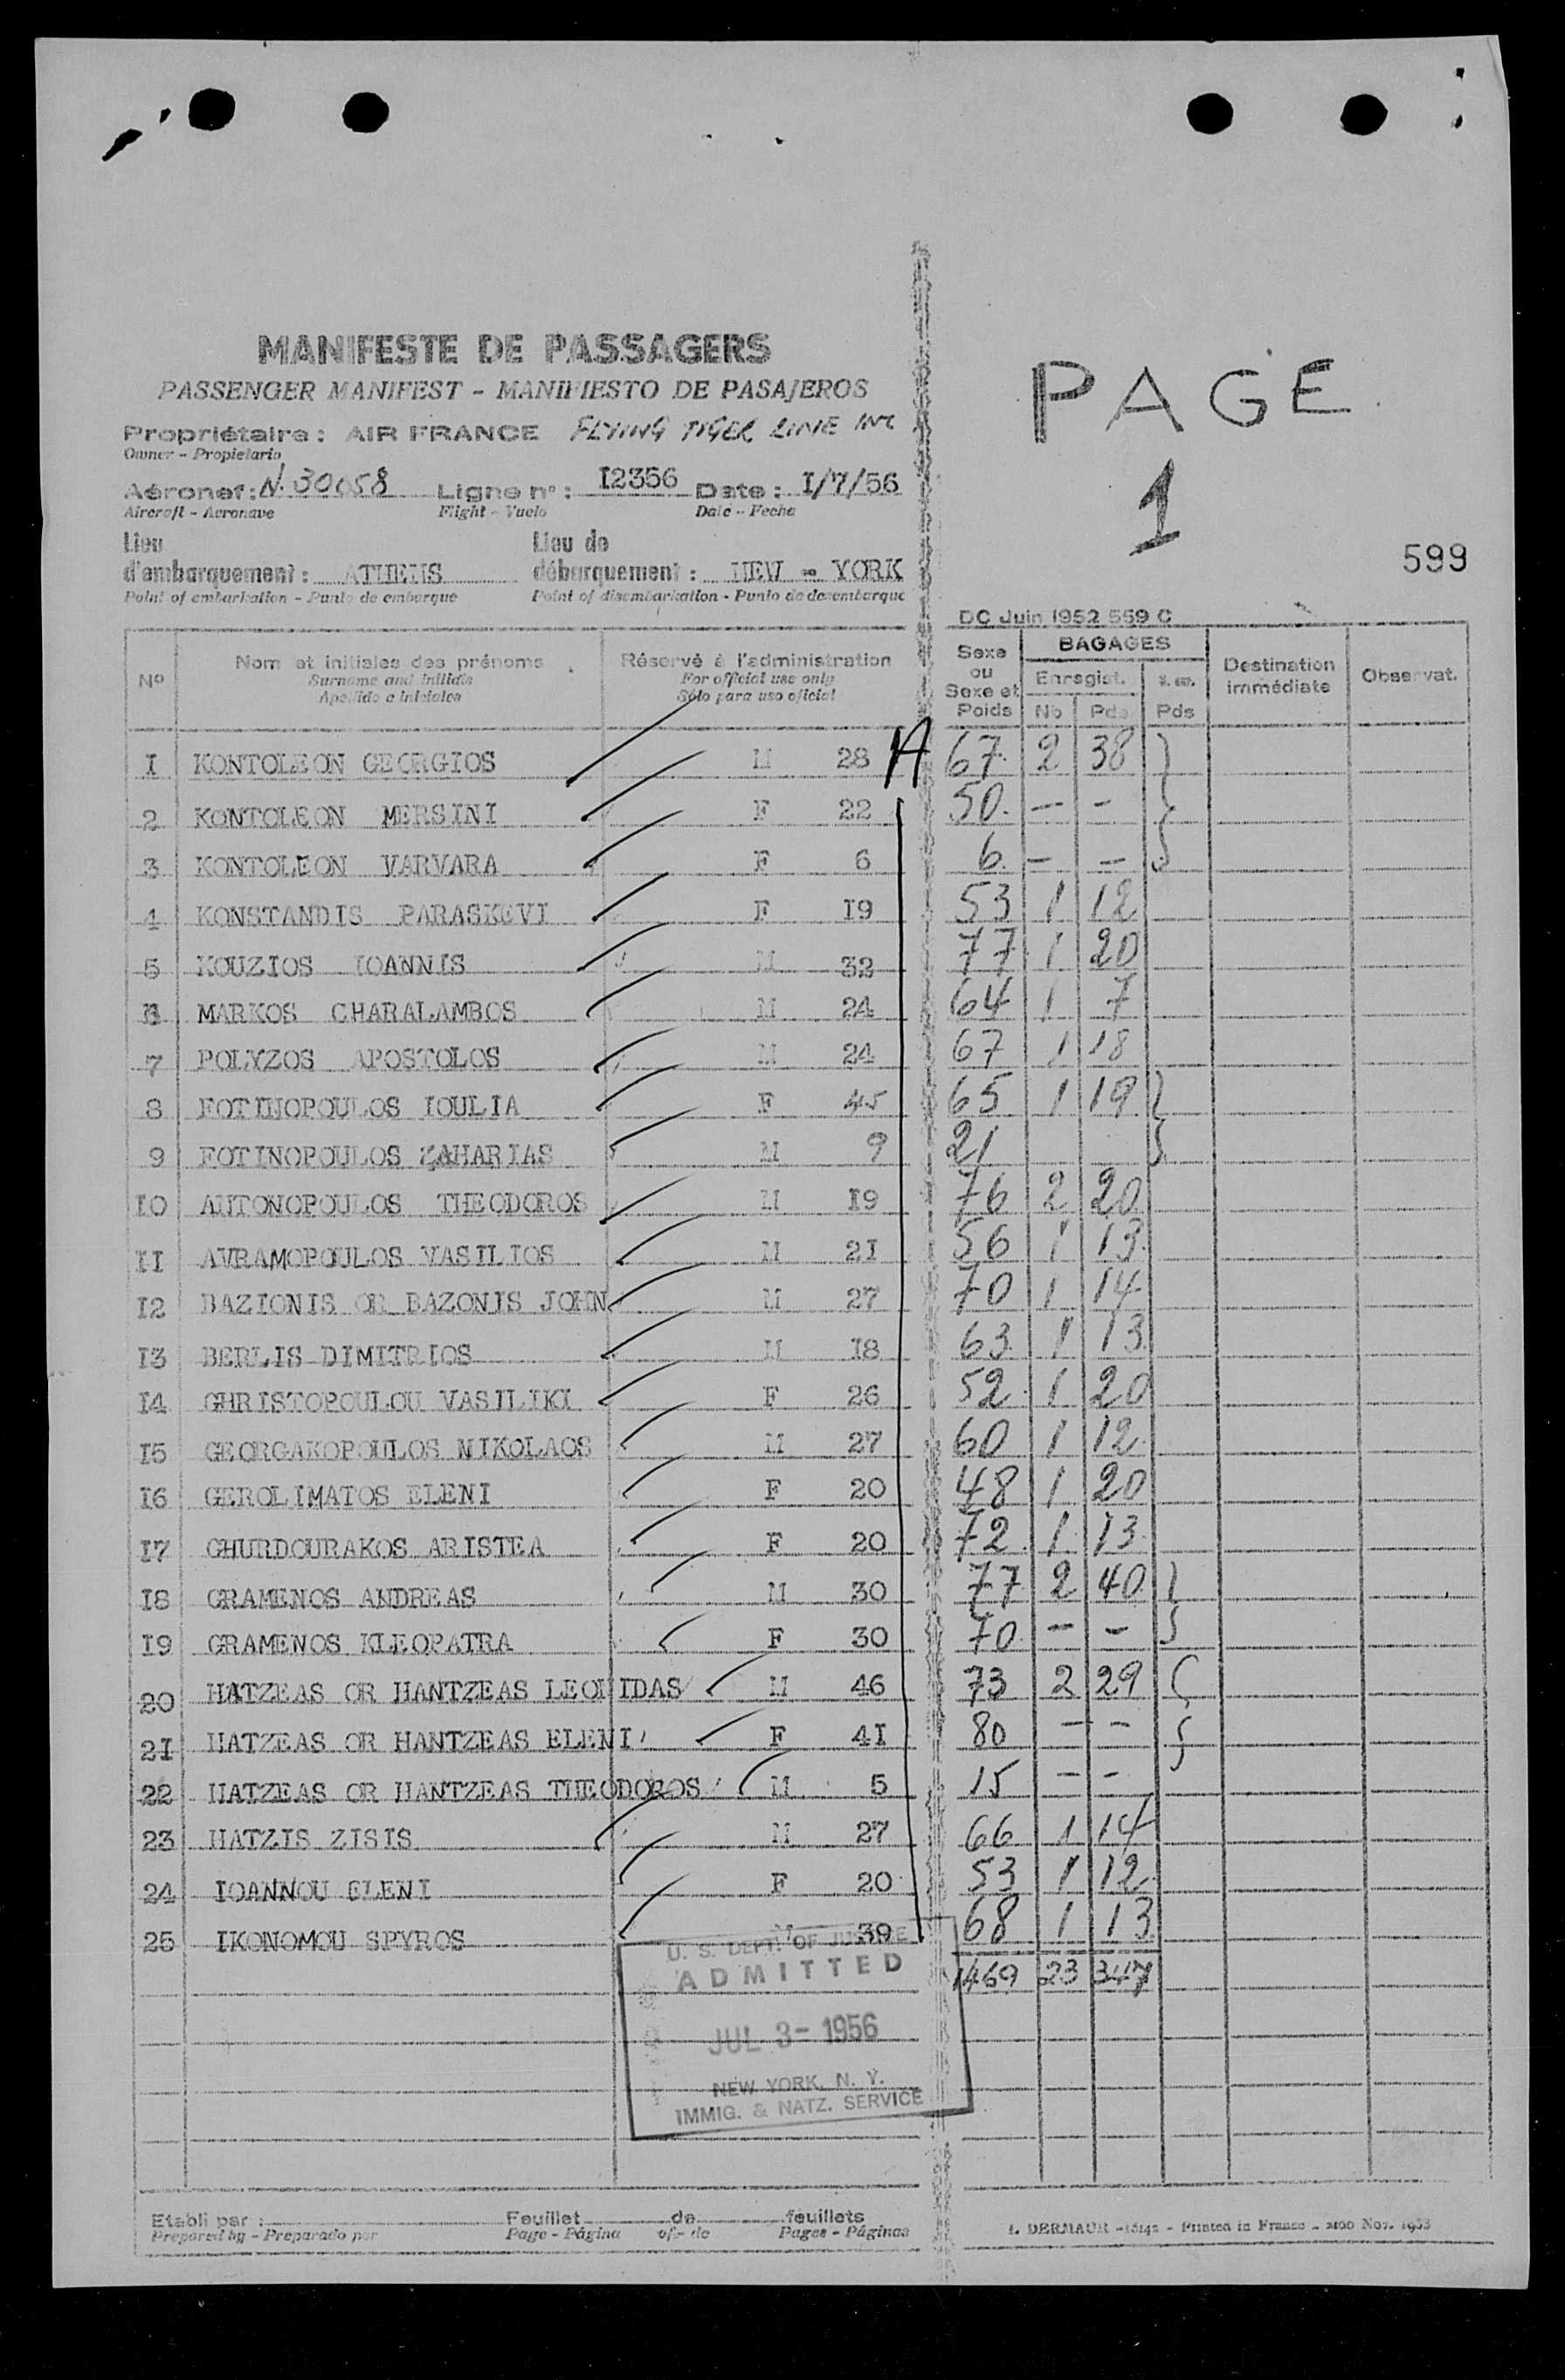 MANIFESTE DE PASSAGERS
PASSENGER MANIFEST - MANIFIESTO DE PASAJEROS
Propriétaire : AIR FRANCE FLYING TIGER LINE INC
Owner - Propietario
Aéronef : N. 30058 Ligne n° : I2356 Date : I/7/56
Aircraft - Aeronave Flight - Vuelo Date - Fecha
Lieu d'embarquement : ATHENS Lieu de débarquement : NEW - YORK
Point of embarkation - Punto de embarque Point of disembarkation - Punto de desembarque
PAGE
1
599
DC Juin 1952 559 C
N° Nom et initiales des prénoms Réservé à l'administration Sexe ou Sexe et Poids BAGAGES Destination immédiate Observat.
Surname and initials For official use only Enregist.
Apellido e iniciales Sólo para uso oficial Nb Pds Pds
I KONTOLEON GEORGIOS M 28 A 67 2 38
2 KONTOLEON MERSINI F 22 50 - -
3 KONTOLEON VARVARA F 6 6 - -
4 KONSTANDIS PARASKEVI F I9 53 1 12
5 KOUZIOS IOANNIS M 32 77 1 20
6 MARKOS CHARALAMBOS M 24 64 1 7
7 POLYZOS APOSTOLOS M 24 67 1 18
8 FOTINOPOULOS IOULIA F 45 65 1 19
9 FOTINOPOULOS ZAHARIAS M 9 21
IO ANTONOPOULOS THEODOROS M I9 76 2 20
II AVRAMOPOULOS VASILIOS M 2I 56 1 13
I2 BAZIONIS OR BAZONIS JOHN M 27 70 1 14
I3 BERLIS DIMITRIOS M I8 63 1 13
I4 CHRISTOPOULOU VASILIKI F 26 52 1 20
I5 GEORGAKOPOULOS NIKOLAOS M 27 60 1 12
I6 GEROLIMATOS ELENI F 20 48 1 20
I7 GHURDOURAKOS ARISTEA F 20 72 1 13
I8 GRAMENOS ANDREAS M 30 77 2 40
I9 GRAMENOS KLEOPATRA F 30 70 - -
20 HATZEAS OR HANTZEAS LEONIDAS M 46 73 2 29
2I HATZEAS OR HANTZEAS ELENI F 4I 80 - -
22 HATZEAS OR HANTZEAS THEODOROS M 5 15 - -
23 HATZIS ZISIS M 27 66 1 14
24 IOANNOU ELENI F 20 53 1 12
25 IKONOMOU SPYROS M 39 68 1 13
1469 23 347
U. S. DEPT. OF JUSTICE
ADMITTED
JUL 3 - 1956
NEW YORK, N. Y.
IMMIG. & NATZ. SERVICE
Etabli par : Feuillet de feuillets
Prepared by - Preparado por Page - Página of - de Pages - Páginas
Printed in France - Nov. 1953